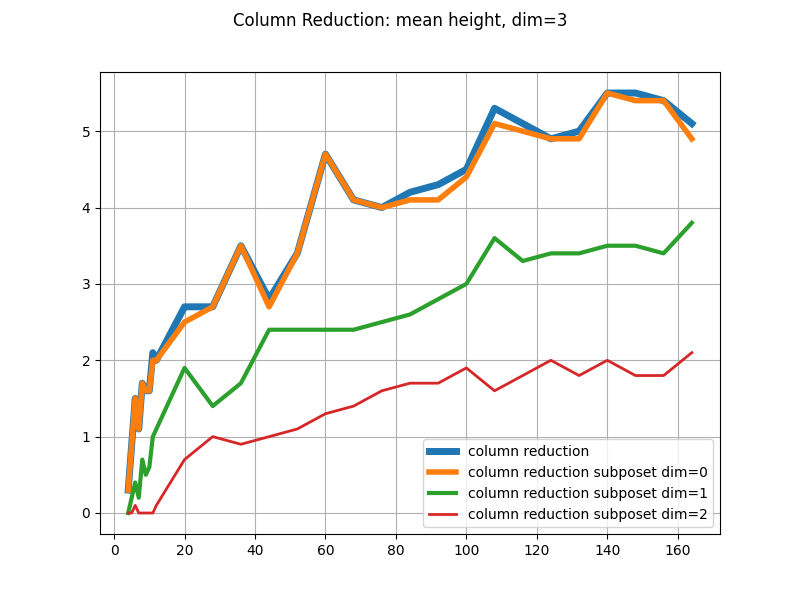 Column Reduction: mean height, dim=3
5
4
3
2
1
0
column reduction
column reduction subposet dim=0
column reduction subposet dim=1
column reduction subposet dim=2
0 20 40 60 80 100 120 140 160